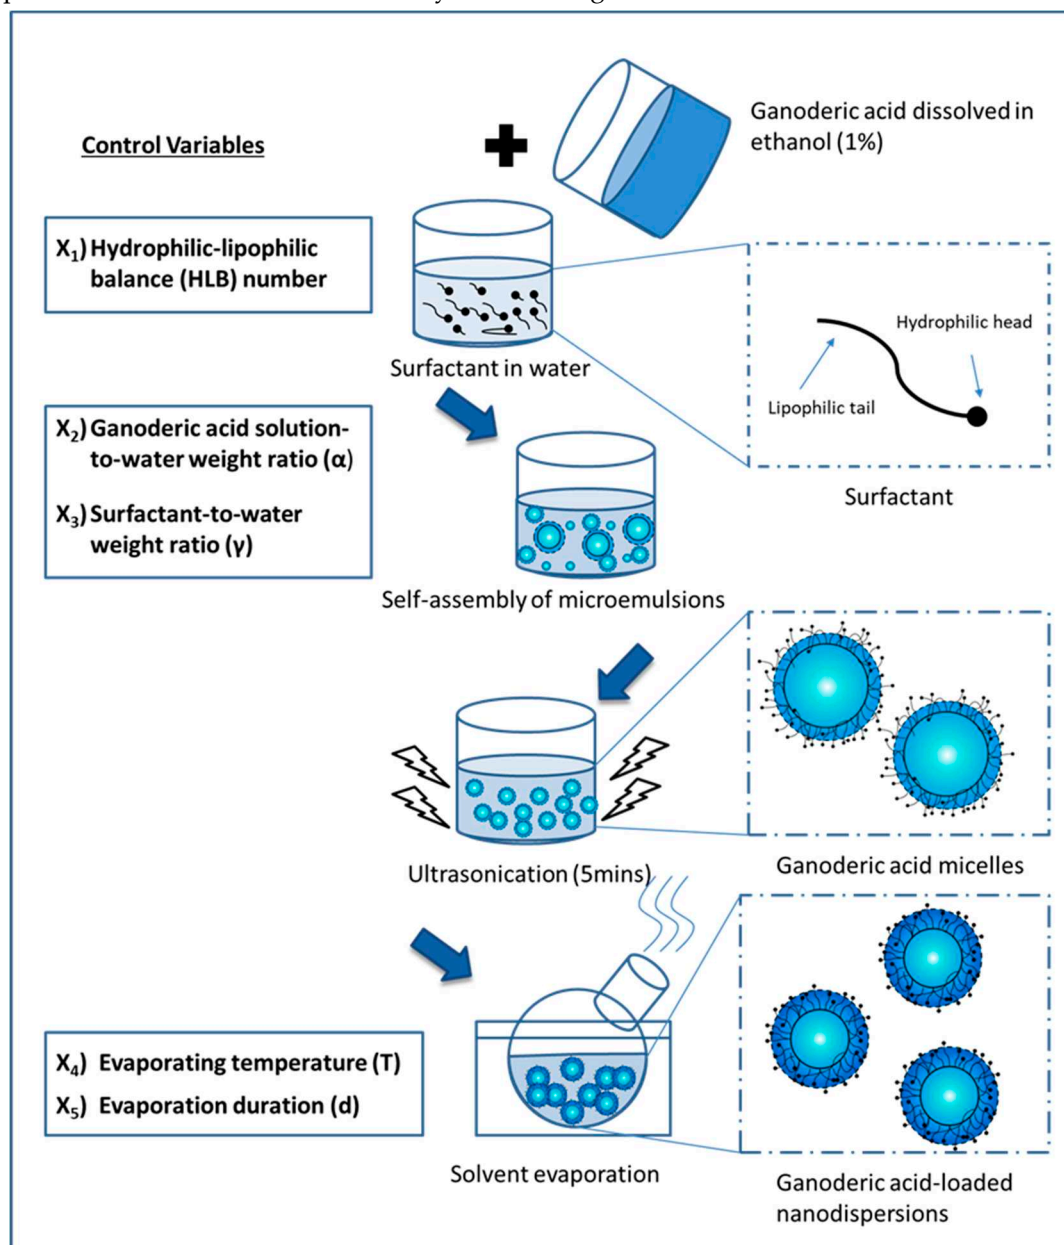 Control Variables
Ganoderic acid dissolved in
ethanol (1%)
X₁) Hydrophilic-lipophilic
balance (HLB) number
Surfactant in water
Hydrophilic head
Lipophilic tail
Surfactant
X₂) Ganoderic acid solution-
to-water weight ratio (α)
X₃) Surfactant-to-water
weight ratio (γ)
Self-assembly of microemulsions
Ultrasonication (5mins)
Ganoderic acid micelles
X₄) Evaporating temperature (T)
X₅) Evaporation duration (d)
Solvent evaporation
Ganoderic acid-loaded
nanodispersions